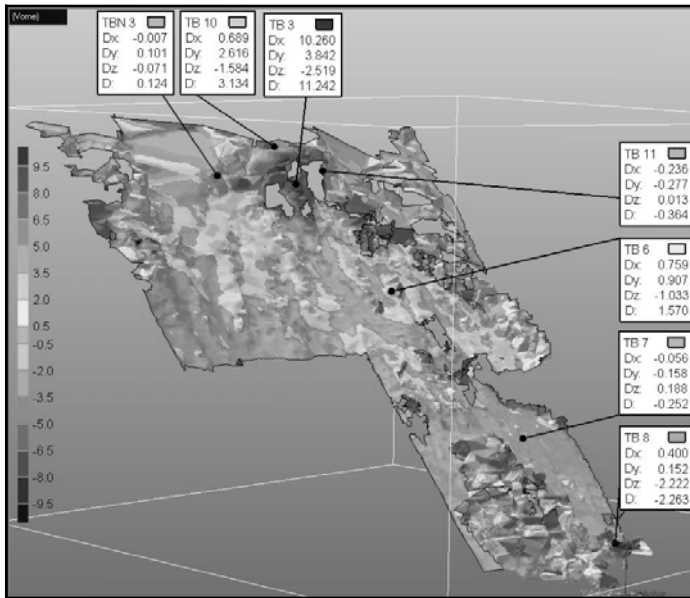 [Vorne]
TBN 3
Dx: -0.007
Dy: 0.101
Dz: -0.071
D: 0.124
TB 10
Dx: 0.689
Dy: 2.616
Dz: -1.584
D: 3.134
TB 3
Dx: 10.260
Dy: 3.842
Dz: -2.519
D: 11.242
TB 11
Dx: -0.236
Dy: -0.277
Dz: 0.013
D: -0.364
TB 6
Dx: 0.759
Dy: 0.907
Dz: -1.033
D: 1.570
TB 7
Dx: -0.056
Dy: -0.158
Dz: 0.188
D: -0.252
TB 8
Dx: 0.400
Dy: 0.152
Dz: -2.222
D: -2.263
9.5
8.0
6.5
5.0
3.5
2.0
0.5
-0.5
-2.0
-3.5
-5.0
-6.5
-8.0
-9.5